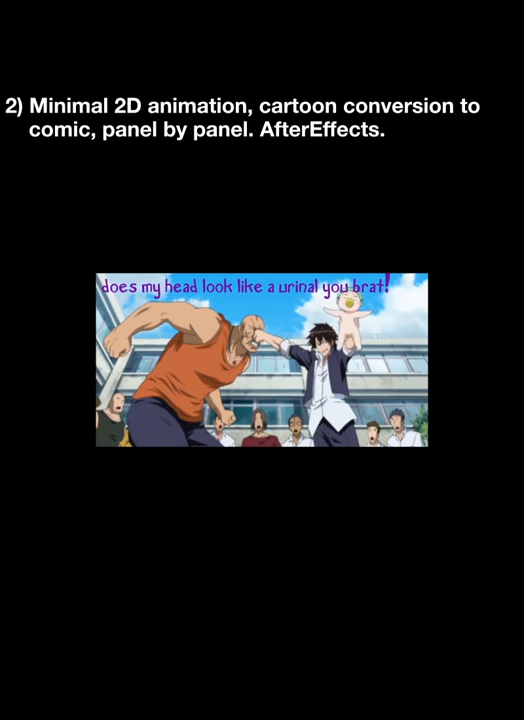 2) Minimal 2D animation, cartoon conversion to
comic, panel by panel. AfterEffects.
does my head look like a urinal you brat!